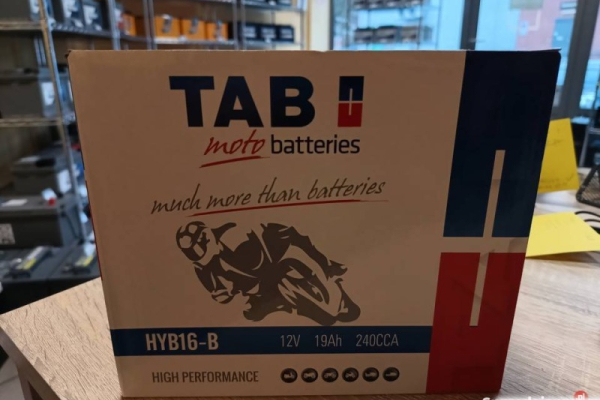 TAB
moto batteries
much more than batteries
HYB16-B 12V 19Ah 240CCA
HIGH PERFORMANCE